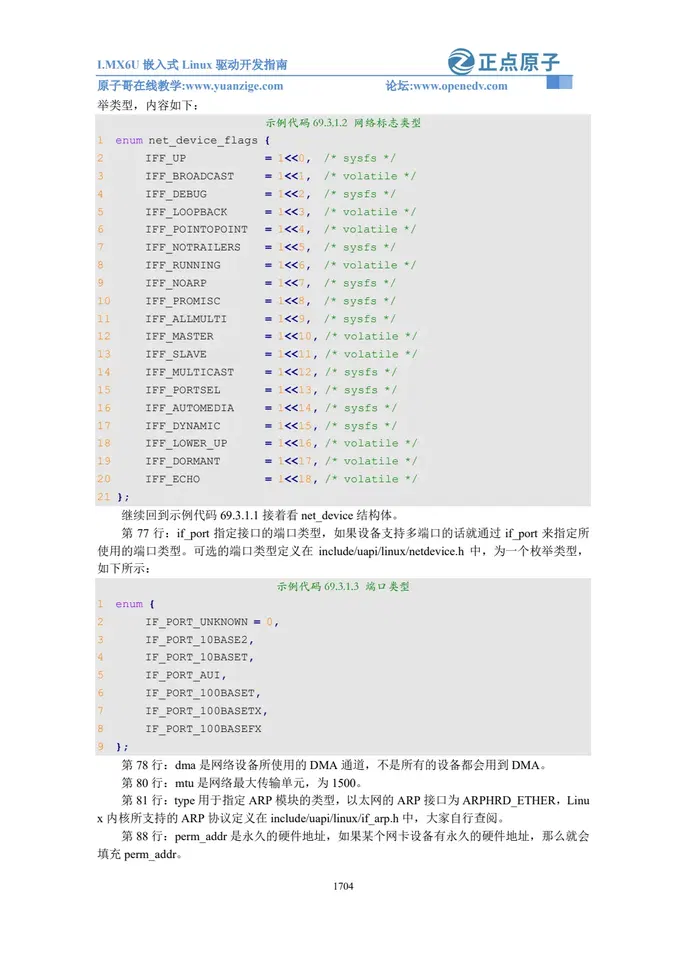 I.MX6U 嵌入式 Linux 驱动开发指南
正点原子
原子哥在线教学:www.yuanzige.com 论坛:www.openedv.com
举类型，内容如下：
示例代码 69.3.1.2 网络标志类型
1 enum net_device_flags {
2 IFF_UP = 1<<0, /* sysfs */
3 IFF_BROADCAST = 1<<1, /* volatile */
4 IFF_DEBUG = 1<<2, /* sysfs */
5 IFF_LOOPBACK = 1<<3, /* volatile */
6 IFF_POINTOPOINT = 1<<4, /* volatile */
7 IFF_NOTRAILERS = 1<<5, /* sysfs */
8 IFF_RUNNING = 1<<6, /* volatile */
9 IFF_NOARP = 1<<7, /* sysfs */
10 IFF_PROMISC = 1<<8, /* sysfs */
11 IFF_ALLMULTI = 1<<9, /* sysfs */
12 IFF_MASTER = 1<<10, /* volatile */
13 IFF_SLAVE = 1<<11, /* volatile */
14 IFF_MULTICAST = 1<<12, /* sysfs */
15 IFF_PORTSEL = 1<<13, /* sysfs */
16 IFF_AUTOMEDIA = 1<<14, /* sysfs */
17 IFF_DYNAMIC = 1<<15, /* sysfs */
18 IFF_LOWER_UP = 1<<16, /* volatile */
19 IFF_DORMANT = 1<<17, /* volatile */
20 IFF_ECHO = 1<<18, /* volatile */
21 };
继续回到示例代码 69.3.1.1 接着看 net_device 结构体。
第 77 行：if_port 指定接口的端口类型，如果设备支持多端口的话就通过 if_port 来指定所
使用的端口类型。可选的端口类型定义在 include/uapi/linux/netdevice.h 中，为一个枚举类型，
如下所示：
示例代码 69.3.1.3 端口类型
1 enum {
2 IF_PORT_UNKNOWN = 0,
3 IF_PORT_10BASE2,
4 IF_PORT_10BASET,
5 IF_PORT_AUI,
6 IF_PORT_100BASET,
7 IF_PORT_100BASETX,
8 IF_PORT_100BASEFX
9 };
第 78 行：dma 是网络设备所使用的 DMA 通道，不是所有的设备都会用到 DMA。
第 80 行：mtu 是网络最大传输单元，为 1500。
第 81 行：type 用于指定 ARP 模块的类型，以太网的 ARP 接口为 ARPHRD_ETHER，Linu
x 内核所支持的 ARP 协议定义在 include/uapi/linux/if_arp.h 中，大家自行查阅。
第 88 行：perm_addr 是永久的硬件地址，如果某个网卡设备有永久的硬件地址，那么就会
填充 perm_addr。
1704